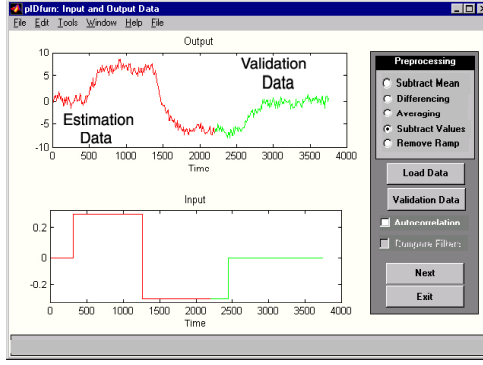 pIDfurn: Input and Output Data
File Edit Tools Window Help File
Output
10
5
0
-5
-10
Estimation
Data
Validation
Data
0 500 1000 1500 2000 2500 3000 3500 4000
Time
Input
0.2
0
-0.2
0 500 1000 1500 2000 2500 3000 3500 4000
Time
Preprocessing
Subtract Mean
Differencing
Averaging
Subtract Values
Remove Ramp
Load Data
Validation Data
Autocorrelation
Compare Filters
Next
Exit